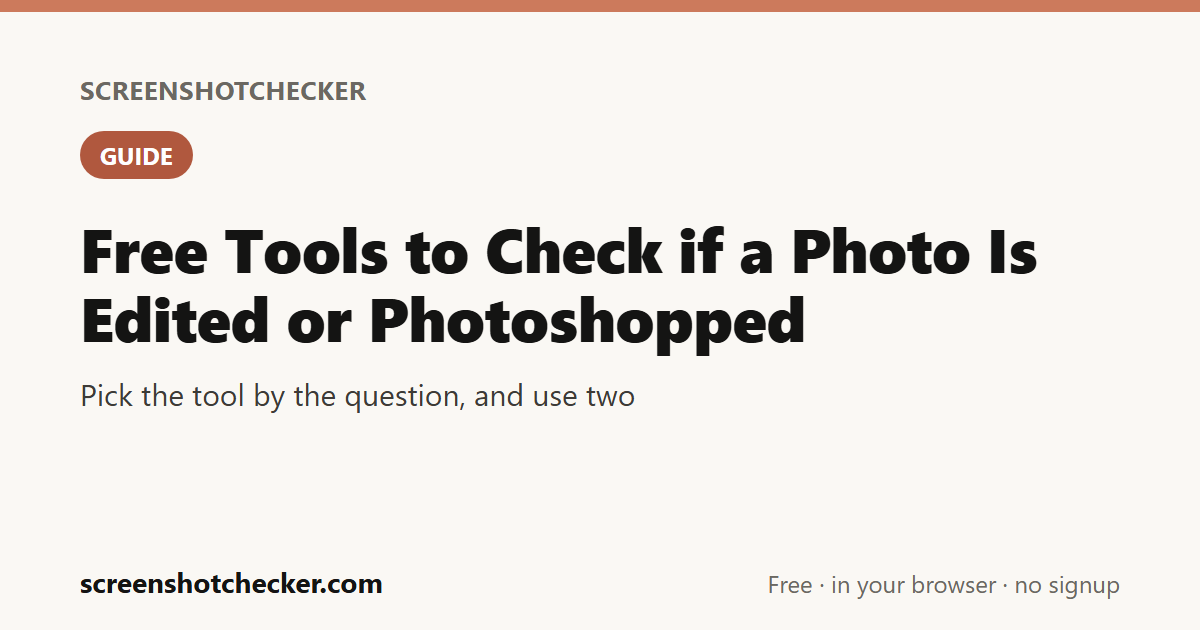 SCREENSHOTCHECKER
GUIDE
Free Tools to Check if a Photo Is
Edited or Photoshopped
Pick the tool by the question, and use two
screenshotchecker.com
Free · in your browser · no signup